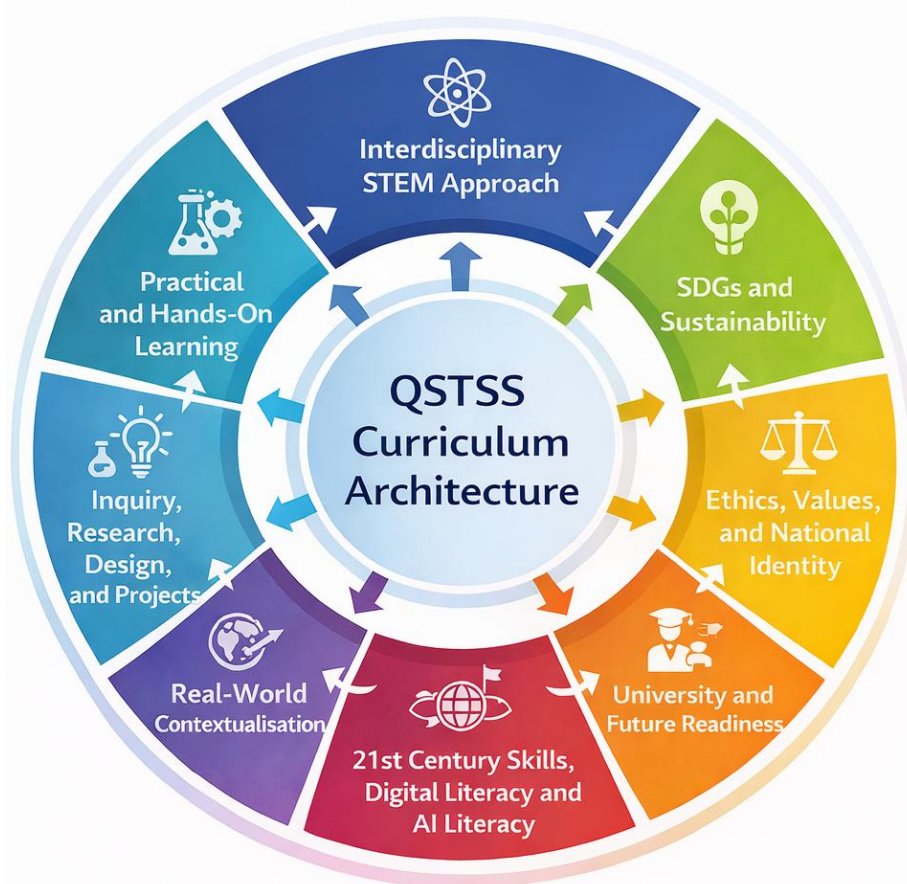 QSTSS
Curriculum
Architecture
Interdisciplinary
STEM Approach
SDGs and
Sustainability
Ethics, Values,
and National
Identity
University and
Future Readiness
21st Century Skills,
Digital Literacy and
AI Literacy
Real-World
Contextualisation
Inquiry,
Research,
Design,
and Projects
Practical
and Hands-On
Learning